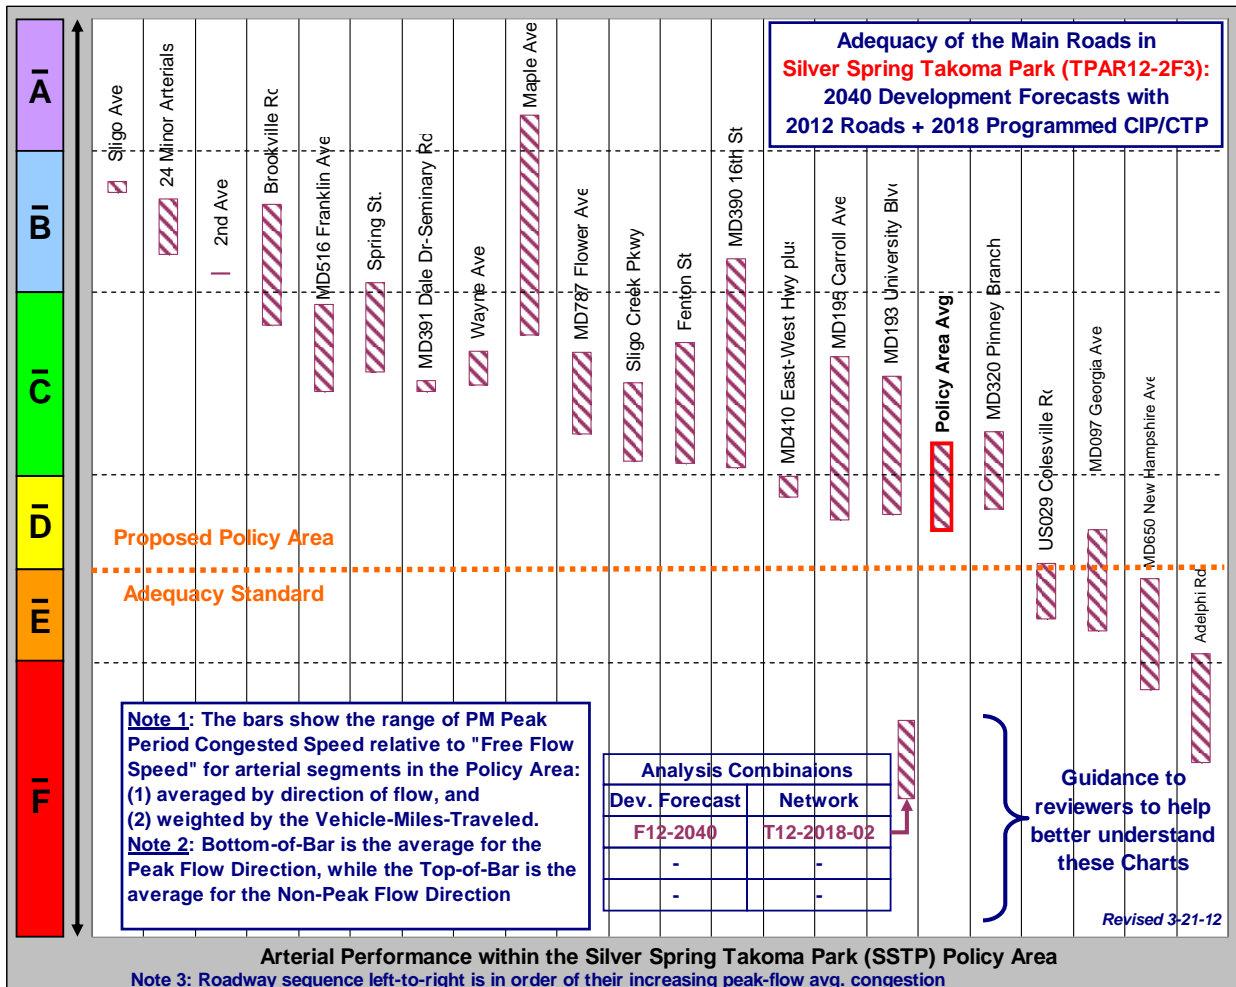 Adequacy of the Main Roads in
Silver Spring Takoma Park (TPAR12-2F3):
2040 Development Forecasts with
2012 Roads + 2018 Programmed CIP/CTP
A
B
C
D
E
F
Sligo Ave
24 Minor Arterials
2nd Ave
Brookville Rd
MD516 Franklin Ave
Spring St.
MD391 Dale Dr-Seminary Rd
Wayne Ave
Maple Ave
MD787 Flower Ave
Sligo Creek Pkwy
Fenton St
MD390 16th St
MD410 East-West Hwy plus
MD195 Carroll Ave
MD193 University Blvd
Policy Area Avg
MD320 Pinney Branch
US029 Colesville Rd
MD097 Georgia Ave
MD650 New Hampshire Ave
Adelphi Rd
Proposed Policy Area
Adequacy Standard
Note 1: The bars show the range of PM Peak
Period Congested Speed relative to "Free Flow
Speed" for arterial segments in the Policy Area:
(1) averaged by direction of flow, and
(2) weighted by the Vehicle-Miles-Traveled.
Note 2: Bottom-of-Bar is the average for the
Peak Flow Direction, while the Top-of-Bar is the
average for the Non-Peak Flow Direction
Analysis Combinaions
Dev. Forecast Network
F12-2040 T12-2018-02
- -
- -
Guidance to
reviewers to help
better understand
these Charts
Revised 3-21-12
Arterial Performance within the Silver Spring Takoma Park (SSTP) Policy Area
Note 3: Roadway sequence left-to-right is in order of their increasing peak-flow avg. congestion